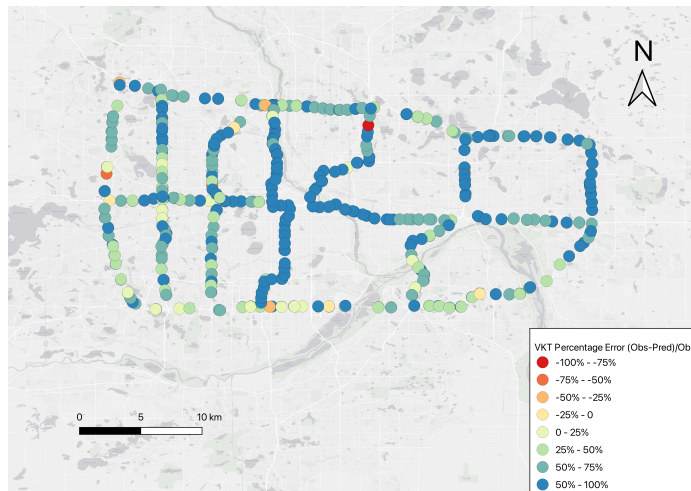 N
0 5 10 km
VKT Percentage Error (Obs-Pred)/Ob
-100% - -75%
-75% - -50%
-50% - -25%
-25% - 0
0 - 25%
25% - 50%
50% - 75%
50% - 100%